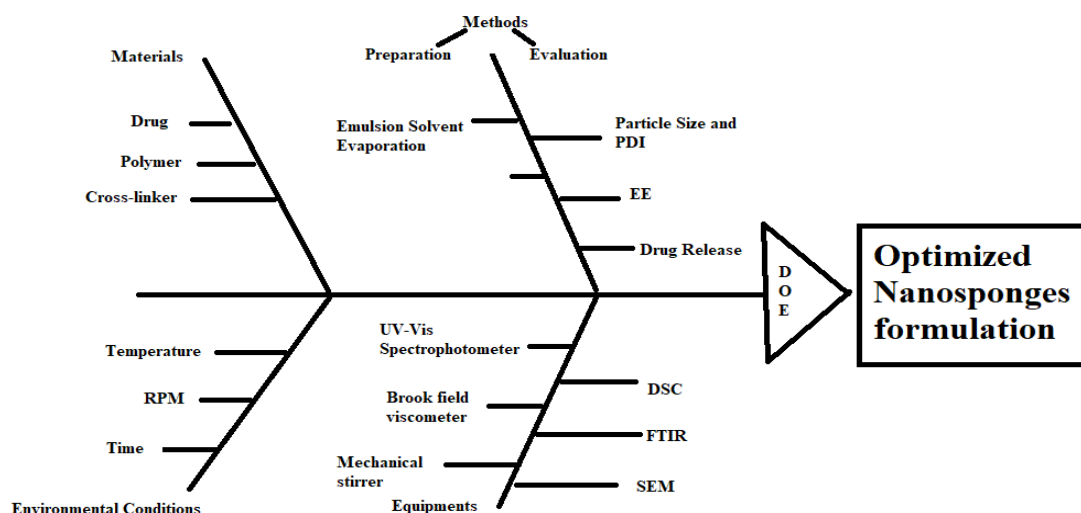 Methods
Preparation
Evaluation
Materials
Drug
Polymer
Cross-linker
Emulsion Solvent
Evaporation
Particle Size and
PDI
EE
Drug Release
D
O
E
Optimized
Nanosponges
formulation
Temperature
RPM
Time
Environmental Conditions
UV-Vis
Spectrophotometer
Brook field
viscometer
Mechanical
stirrer
Equipments
DSC
FTIR
SEM